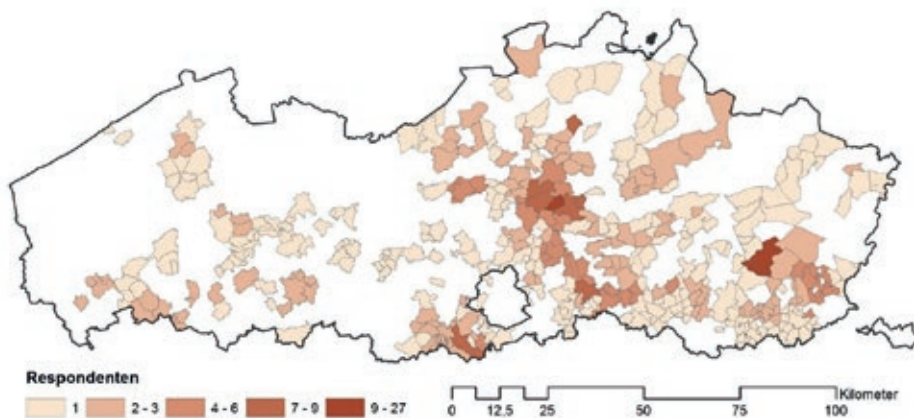 Respondenten
1 2 - 3 4 - 6 7 - 9 9 - 27
Kilometer
0 12,5 25 50 75 100